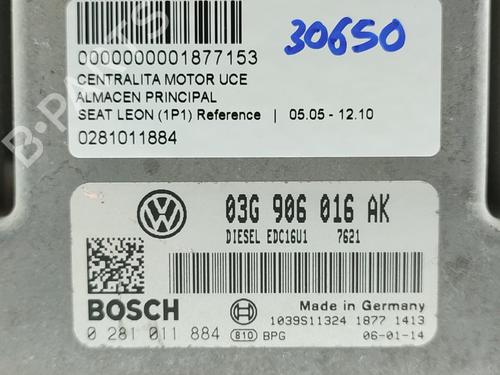 0000000001877153
30650
CENTRALITA MOTOR UCE
ALMACEN PRINCIPAL
SEAT LEON (1P1) Reference | 05.05 - 12.10
0281011884
03G 906 016 AK
DIESEL EDC16U1 7621
BOSCH
Made in Germany
1039S11324 1877 1413
0 281 011 884 810 BPG 06-01-14
B-PARTS